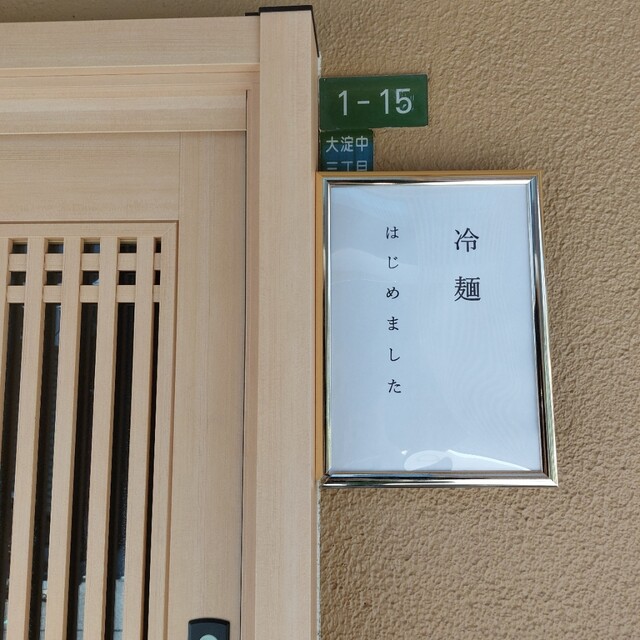 1-15
大淀中
三丁目
冷麺
はじめました